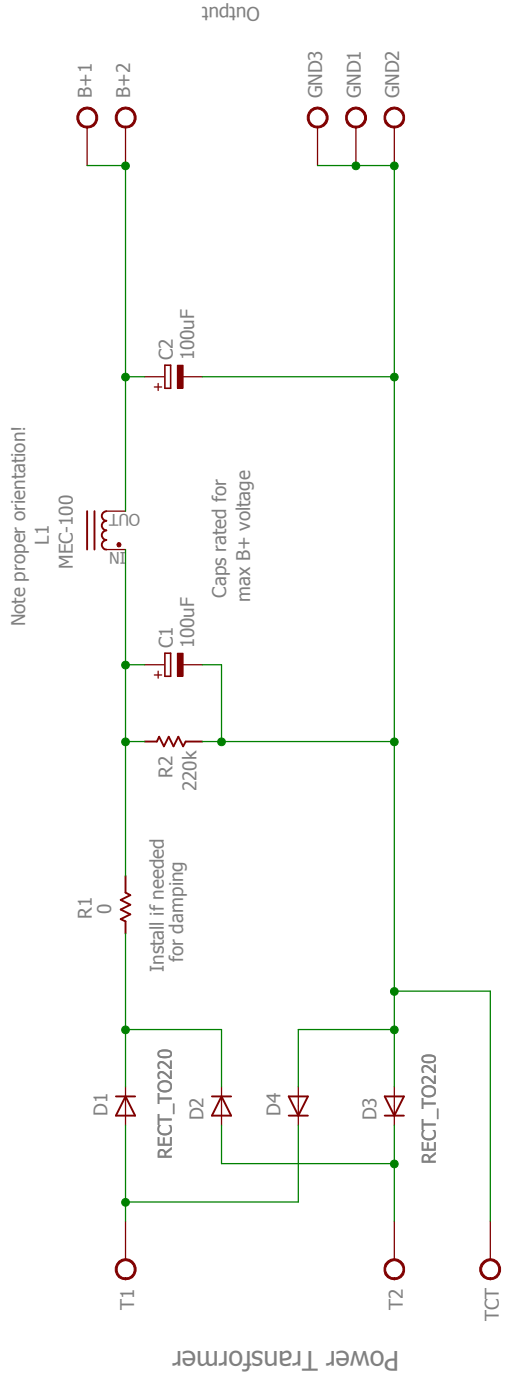 Output
B+1
B+2
GND3
GND1
GND2
C2
100uF
Note proper orientation!
L1
MEC-100
IN
OUT
Caps rated for
max B+ voltage
C1
100uF
R2
220k
R1
0
Install if needed
for damping
D1
RECT_TO220
D2
D4
D3
RECT_TO220
T1
T2
TCT
Power Transformer